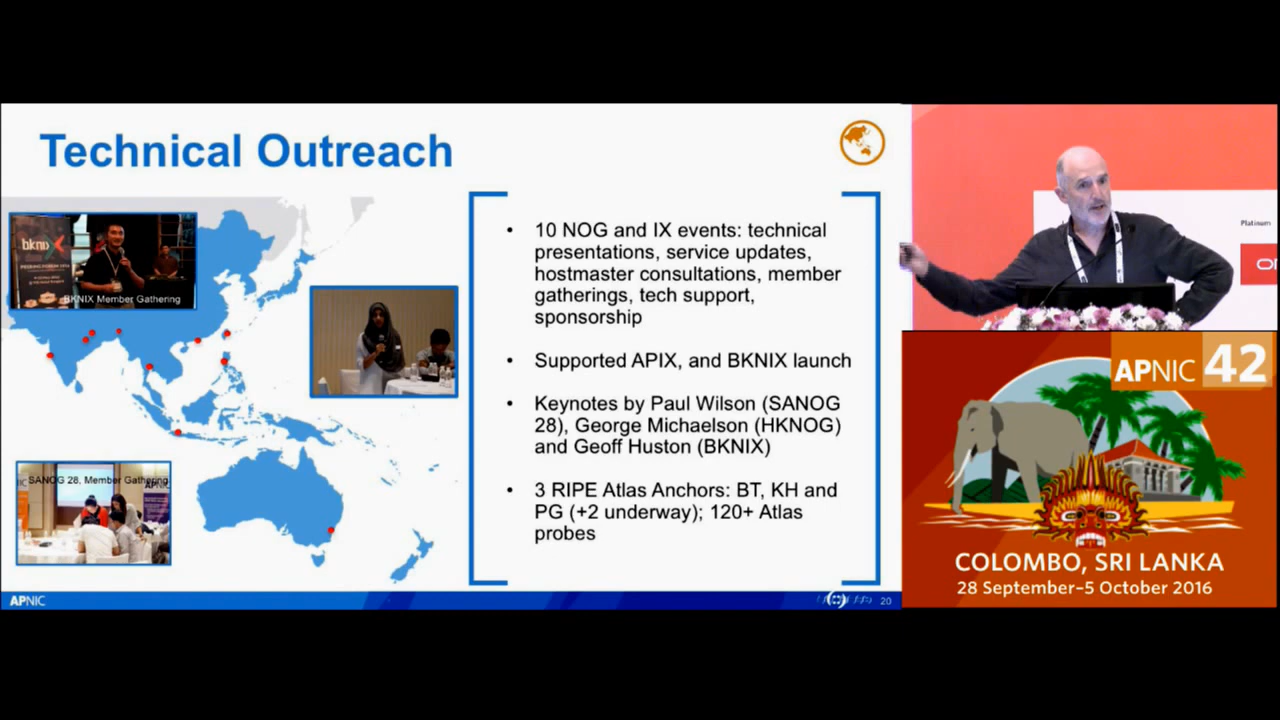 Technical Outreach
bknix
BKNIX Member Gathering
SANOG 28, Member Gathering
• 10 NOG and IX events: technical
presentations, service updates,
hostmaster consultations, member
gatherings, tech support,
sponsorship
• Supported APIX, and BKNIX launch
• Keynotes by Paul Wilson (SANOG
28), George Michaelson (HKNOG)
and Geoff Huston (BKNIX)
• 3 RIPE Atlas Anchors: BT, KH and
PG (+2 underway); 120+ Atlas
probes
APNIC
20
Platinum
APNIC 42
COLOMBO, SRI LANKA
28 September–5 October 2016